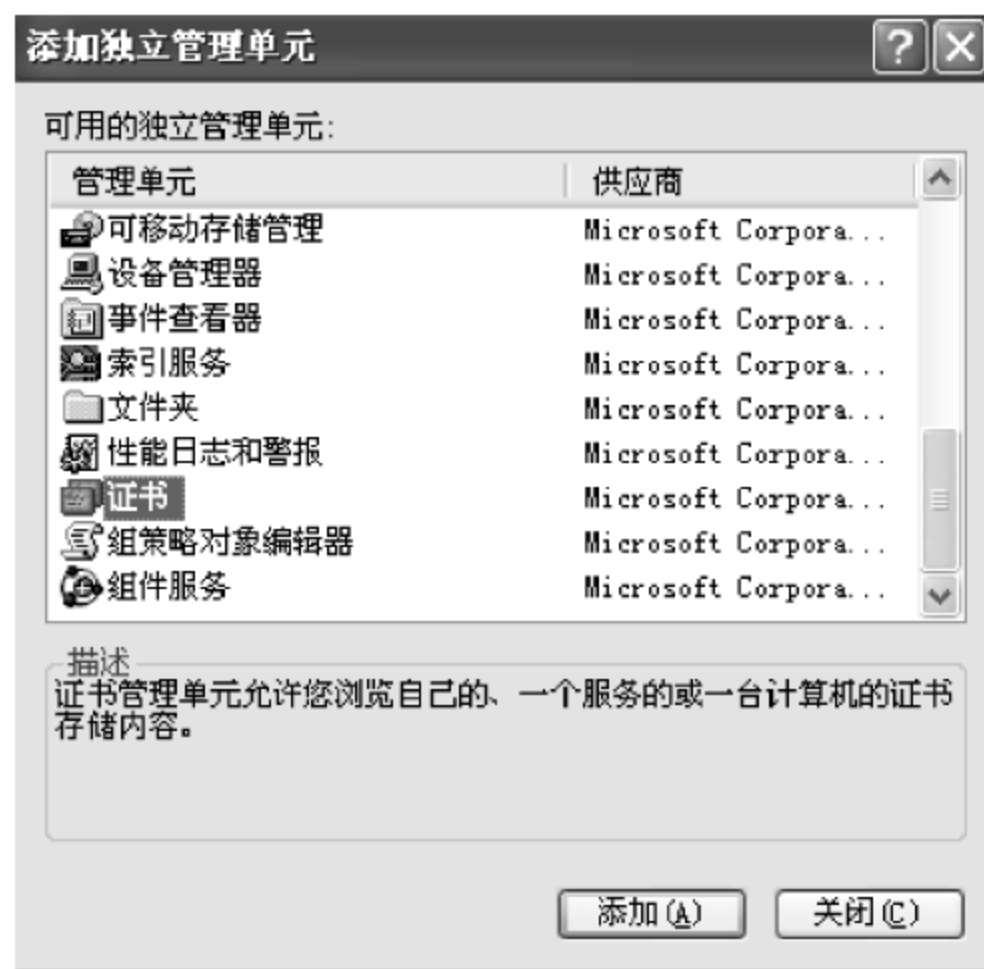 添加独立管理单元
可用的独立管理单元:
管理单元 供应商
可移动存储管理 Microsoft Corpora...
设备管理器 Microsoft Corpora...
事件查看器 Microsoft Corpora...
索引服务 Microsoft Corpora...
文件夹 Microsoft Corpora...
性能日志和警报 Microsoft Corpora...
证书 Microsoft Corpora...
组策略对象编辑器 Microsoft Corpora...
组件服务 Microsoft Corpora...
描述
证书管理单元允许您浏览自己的、一个服务的或一台计算机的证书
存储内容。
添加(A) 关闭(C)